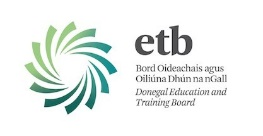 etb
Bord Oideachais agus
Oiliúna Dhún na nGall
Donegal Education and
Training Board